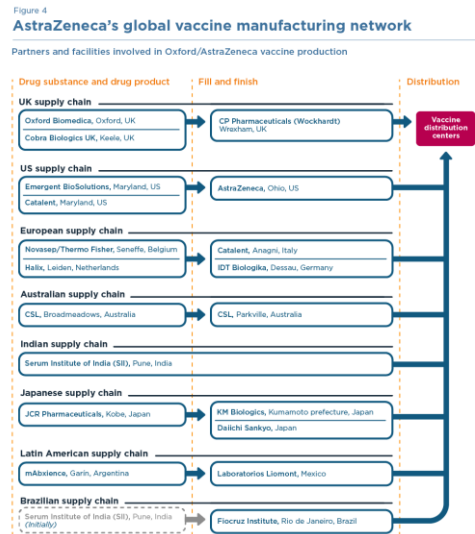 Figure 4
AstraZeneca's global vaccine manufacturing network
Partners and facilities involved in Oxford/AstraZeneca vaccine production
Drug substance and drug product
Fill and finish
Distribution
UK supply chain
Oxford Biomedica, Oxford, UK
Cobra Biologics UK, Keele, UK
CP Pharmaceuticals (Wockhardt)
Wrexham, UK
Vaccine
distribution
centers
US supply chain
Emergent BioSolutions, Maryland, US
Catalent, Maryland, US
AstraZeneca, Ohio, US
European supply chain
Novasep/Thermo Fisher, Seneffe, Belgium
Halix, Leiden, Netherlands
Catalent, Anagni, Italy
IDT Biologika, Dessau, Germany
Australian supply chain
CSL, Broadmeadows, Australia
CSL, Parkville, Australia
Indian supply chain
Serum Institute of India (SII), Pune, India
Japanese supply chain
JCR Pharmaceuticals, Kobe, Japan
KM Biologics, Kumamoto prefecture, Japan
Daiichi Sankyo, Japan
Latin American supply chain
mAbxience, Garín, Argentina
Laboratorios Liomont, Mexico
Brazilian supply chain
Serum Institute of India (SII), Pune, India
(Initially)
Fiocruz Institute, Rio de Janeiro, Brazil